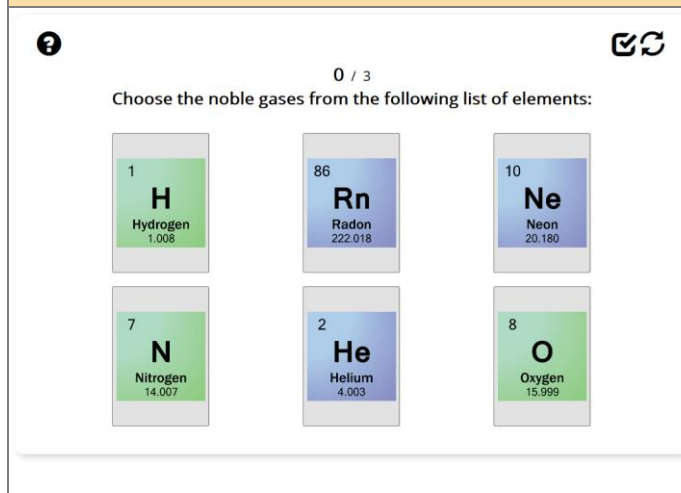 ?
0 / 3
Choose the noble gases from the following list of elements:
1
H
Hydrogen
1.008
86
Rn
Radon
222.018
10
Ne
Neon
20.180
7
N
Nitrogen
14.007
2
He
Helium
4.003
8
O
Oxygen
15.999